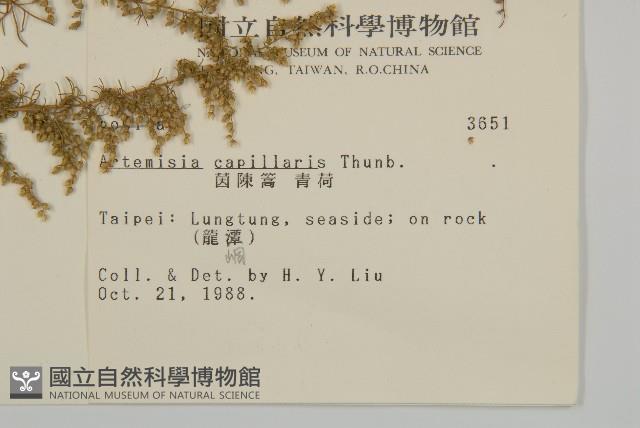 國立自然科學博物館
NATIONAL MUSEUM OF NATURAL SCIENCE
TAIWAN, R.O.CHINA
3651
Artemisia capillaris Thunb.
茵陳蒿 青荷
Taipei: Lungtung, seaside; on rock
(龍潭)
峒
Coll. & Det. by H. Y. Liu
Oct. 21, 1988.
國立自然科學博物館
NATIONAL MUSEUM OF NATURAL SCIENCE